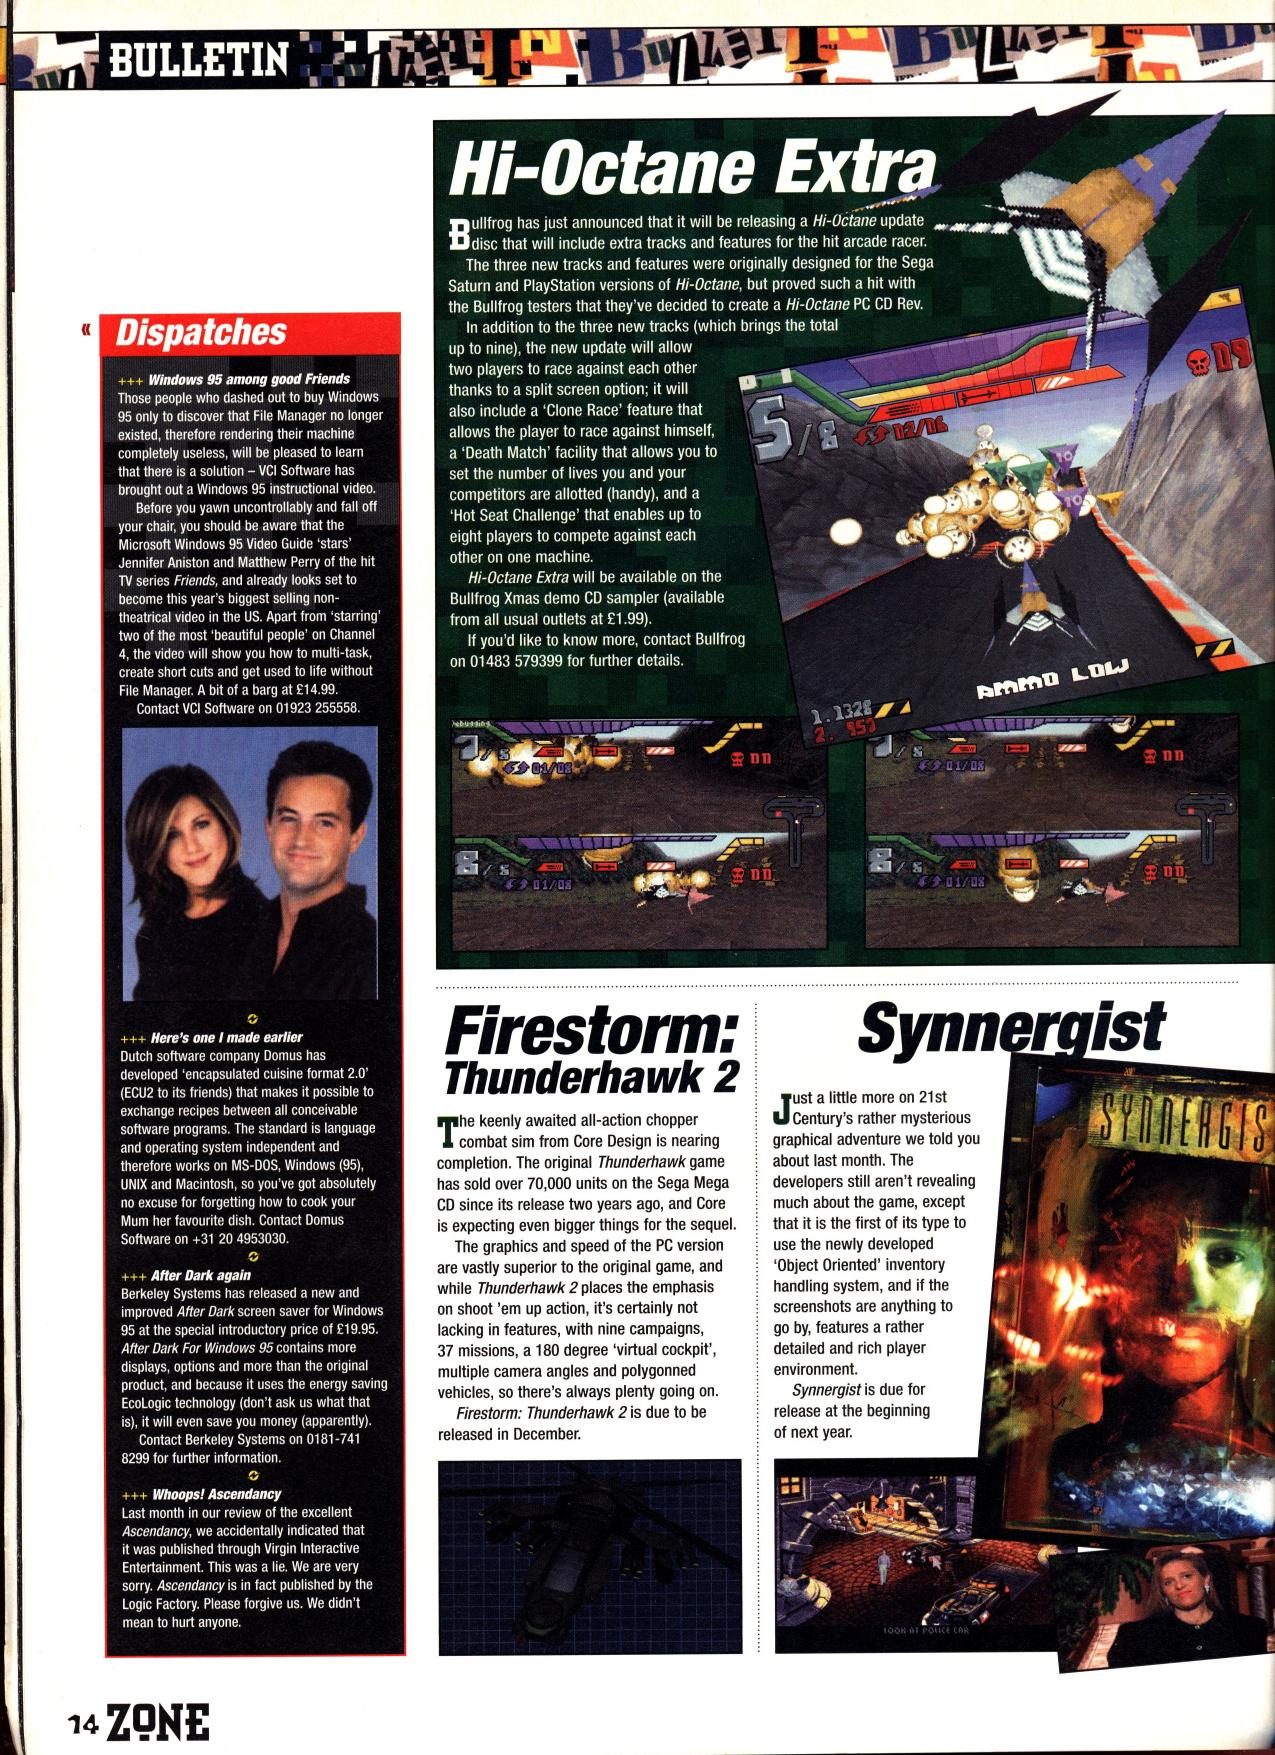 BULLETIN
Hi-Octane Extra
Bullfrog has just announced that it will be releasing a Hi-Octane update
disc that will include extra tracks and features for the hit arcade racer.
The three new tracks and features were originally designed for the Sega
Saturn and PlayStation versions of Hi-Octane, but proved such a hit with
the Bullfrog testers that they've decided to create a Hi-Octane PC CD Rev.
In addition to the three new tracks (which brings the total
up to nine), the new update will allow
two players to race against each other
thanks to a split screen option; it will
also include a 'Clone Race' feature that
allows the player to race against himself,
a 'Death Match' facility that allows you to
set the number of lives you and your
competitors are allotted (handy), and a
'Hot Seat Challenge' that enables up to
eight players to compete against each
other on one machine.
Hi-Octane Extra will be available on the
Bullfrog Xmas demo CD sampler (available
from all usual outlets at £1.99).
If you'd like to know more, contact Bullfrog
on 01483 579399 for further details.
5/8
02/06
09
AMMO LOW
1.1328
2. 957
7/8
01/08
00
8/8
01/08
00
01/08
00
8/8
01/08
00
« Dispatches
+++ Windows 95 among good Friends
Those people who dashed out to buy Windows
95 only to discover that File Manager no longer
existed, therefore rendering their machine
completely useless, will be pleased to learn
that there is a solution – VCI Software has
brought out a Windows 95 instructional video.
Before you yawn uncontrollably and fall off
your chair, you should be aware that the
Microsoft Windows 95 Video Guide 'stars'
Jennifer Aniston and Matthew Perry of the hit
TV series Friends, and already looks set to
become this year's biggest selling non-
theatrical video in the US. Apart from 'starring'
two of the most 'beautiful people' on Channel
4, the video will show you how to multi-task,
create short cuts and get used to life without
File Manager. A bit of a barg at £14.99.
Contact VCI Software on 01923 255558.
+++ Here's one I made earlier
Dutch software company Domus has
developed 'encapsulated cuisine format 2.0'
(ECU2 to its friends) that makes it possible to
exchange recipes between all conceivable
software programs. The standard is language
and operating system independent and
therefore works on MS-DOS, Windows (95),
UNIX and Macintosh, so you've got absolutely
no excuse for forgetting how to cook your
Mum her favourite dish. Contact Domus
Software on +31 20 4953030.
+++ After Dark again
Berkeley Systems has released a new and
improved After Dark screen saver for Windows
95 at the special introductory price of £19.95.
After Dark For Windows 95 contains more
displays, options and more than the original
product, and because it uses the energy saving
EcoLogic technology (don't ask us what that
is), it will even save you money (apparently).
Contact Berkeley Systems on 0181-741
8299 for further information.
+++ Whoops! Ascendancy
Last month in our review of the excellent
Ascendancy, we accidentally indicated that
it was published through Virgin Interactive
Entertainment. This was a lie. We are very
sorry. Ascendancy is in fact published by the
Logic Factory. Please forgive us. We didn't
mean to hurt anyone.
Firestorm:
Thunderhawk 2
The keenly awaited all-action chopper
combat sim from Core Design is nearing
completion. The original Thunderhawk game
has sold over 70,000 units on the Sega Mega
CD since its release two years ago, and Core
is expecting even bigger things for the sequel.
The graphics and speed of the PC version
are vastly superior to the original game, and
while Thunderhawk 2 places the emphasis
on shoot 'em up action, it's certainly not
lacking in features, with nine campaigns,
37 missions, a 180 degree 'virtual cockpit',
multiple camera angles and polygonned
vehicles, so there's always plenty going on.
Firestorm: Thunderhawk 2 is due to be
released in December.
Synnergist
Just a little more on 21st
Century's rather mysterious
graphical adventure we told you
about last month. The
developers still aren't revealing
much about the game, except
that it is the first of its type to
use the newly developed
'Object Oriented' inventory
handling system, and if the
screenshots are anything to
go by, features a rather
detailed and rich player
environment.
Synnergist is due for
release at the beginning
of next year.
SYNNERGIS
LOOK AT POLICE CAR
14 ZONE